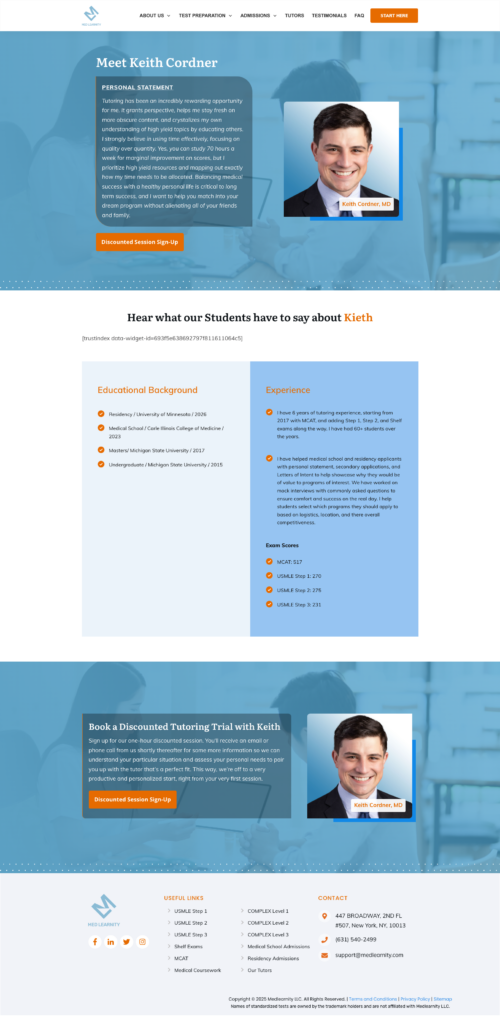 ABOUT US
TEST PREPARATION
ADMISSIONS
TUTORS
TESTIMONIALS
FAQ
START HERE
MEDLEARNITY
Meet Keith Cordner
PERSONAL STATEMENT
Tutoring has been an incredibly rewarding opportunity
for me. It grants perspective, helps me stay fresh on
more obscure content, and crystalizes my own
understanding of high yield topics by educating others.
I strongly believe in using time effectively, focusing on
quality over quantity. Yes, you can study 70 hours a
week for marginal improvement on scores, but I
prioritize high yield resources and mapping out exactly
how my time needs to be allocated. Balancing medical
success with a healthy personal life is critical to long
term success, and I want to help you match into your
dream program without alienating all of your friends
and family.
Keith Cordner, MD
Discounted Session Sign-Up
Hear what our Students have to say about Kieth
[trustindex data-widget-id=693f5e638692797f811611064c5]
Educational Background
Residency / University of Minnesota / 2026
Medical School / Carle Illinois College of Medicine /
2023
Masters/ Michigan State University / 2017
Undergraduate / Michigan State University / 2015
Experience
I have 6 years of tutoring experience, starting from
2017 with MCAT, and adding Step 1, Step 2, and Shelf
exams along the way. I have had 60+ students over
the years.
I have helped medical school and residency applicants
with personal statement, secondary applications, and
Letters of Intent to help showcase why they would be
of value to programs of interest. We have worked on
mock interviews with commonly asked questions to
ensure comfort and success on the real day. I help
students select which programs they should apply to
based on logistics, location, and there overall
competitiveness.
Exam Scores
MCAT: 517
USMLE Step 1: 270
USMLE Step 2: 275
USMLE Step 3: 231
Book a Discounted Tutoring Trial with Keith
Sign up for our one-hour discounted session. You'll receive an email or
phone call from us shortly thereafter for some more information so we can
understand your particular situation and assess your personal needs to pair
you up with the tutor that's a perfect fit. This way, we're off to a very
productive and personalized start, right from your very first session.
Discounted Session Sign-Up
Keith Cordner, MD
MEDLEARNITY
USEFUL LINKS
USMLE Step 1
USMLE Step 2
USMLE Step 3
Shelf Exams
MCAT
Medical Coursework
COMPLEX Level 1
COMPLEX Level 2
COMPLEX Level 3
Medical School Admissions
Residency Admissions
Our Tutors
CONTACT
447 BROADWAY, 2ND FL
#507, New York, NY, 10013
(631) 540-2499
support@medlearnity.com
Copyright © 2025 Medlearnity LLC. All Rights Reserved. | Terms and Conditions | Privacy Policy | Sitemap
Names of standardized tests are owned by the trademark holders and are not affiliated with Medlearnity LLC.